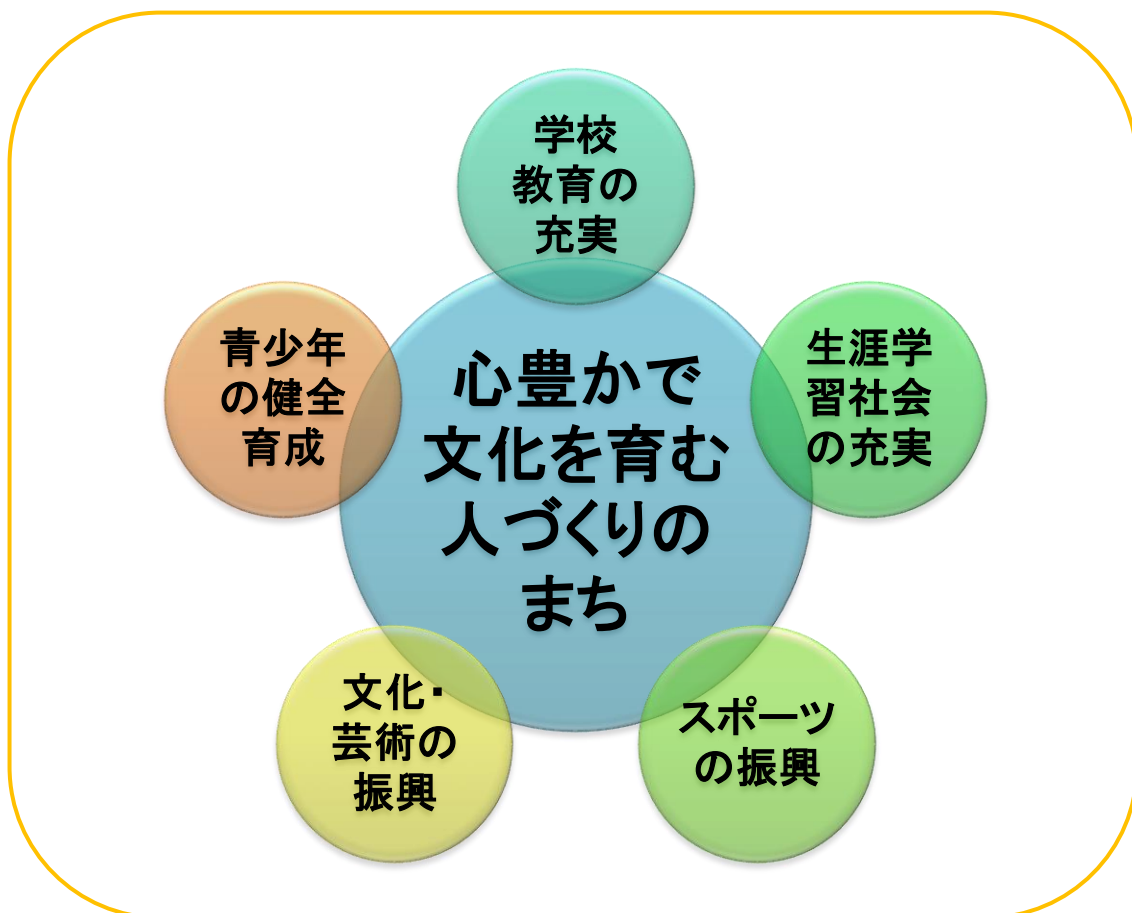 学校
教育の
充実
青少年
の健全
育成
心豊かで
文化を育む
人づくりの
まち
生涯学
習社会
の充実
文化・
芸術の
振興
スポーツ
の振興